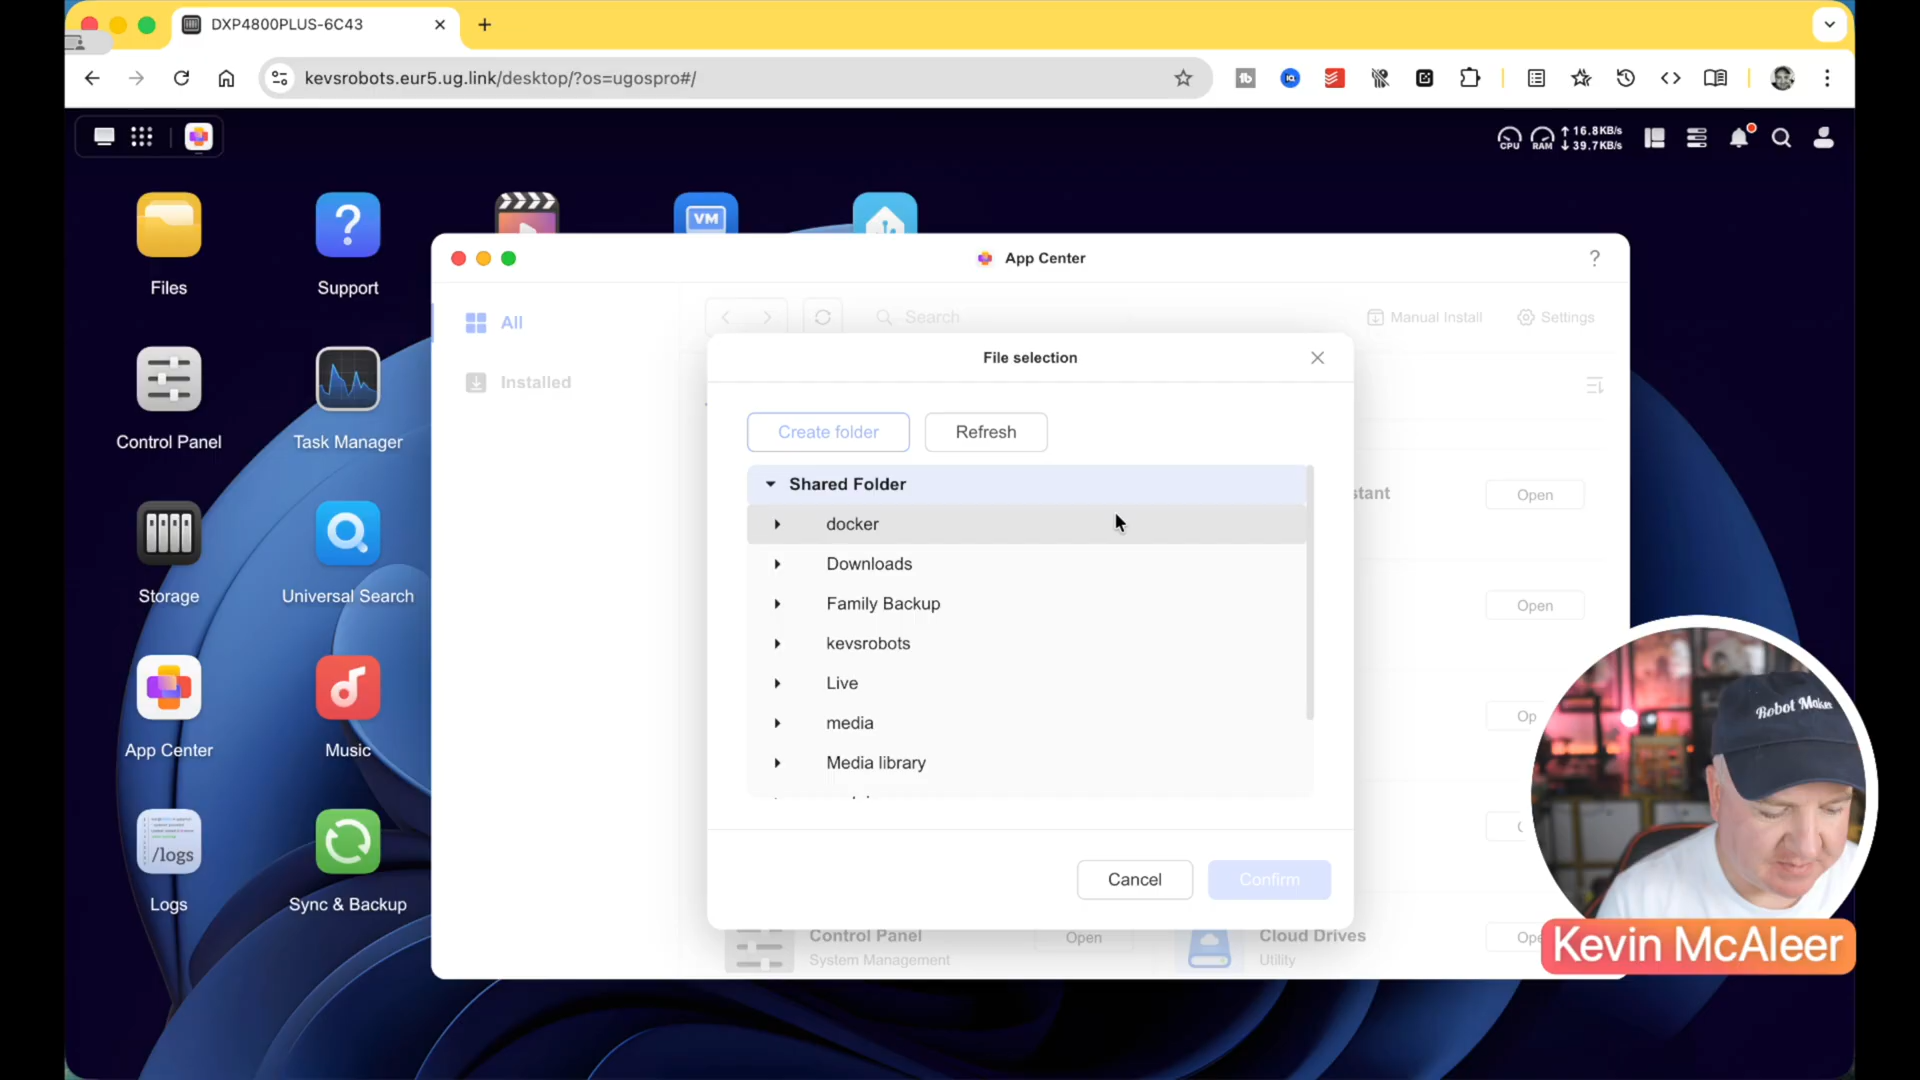 DXP4800PLUS-6C43
kevsrobots.eur5.ug.link/desktop/?os=ugospro#/
CPU
RAM
16.8KB/s
39.7KB/s
Files
Support
VM
App Center
?
All
Search
Manual Install
Settings
File selection
Installed
Control Panel
Task Manager
Create folder
Refresh
Shared Folder
stant
Open
docker
Downloads
Storage
Universal Search
Family Backup
Open
kevsrobots
Live
App Center
Music
media
Op
Robot Maker
Media library
/logs
Logs
Sync & Backup
Cancel
Confirm
Control Panel
System Management
Open
Cloud Drives
Utility
Ope
Kevin McAleer